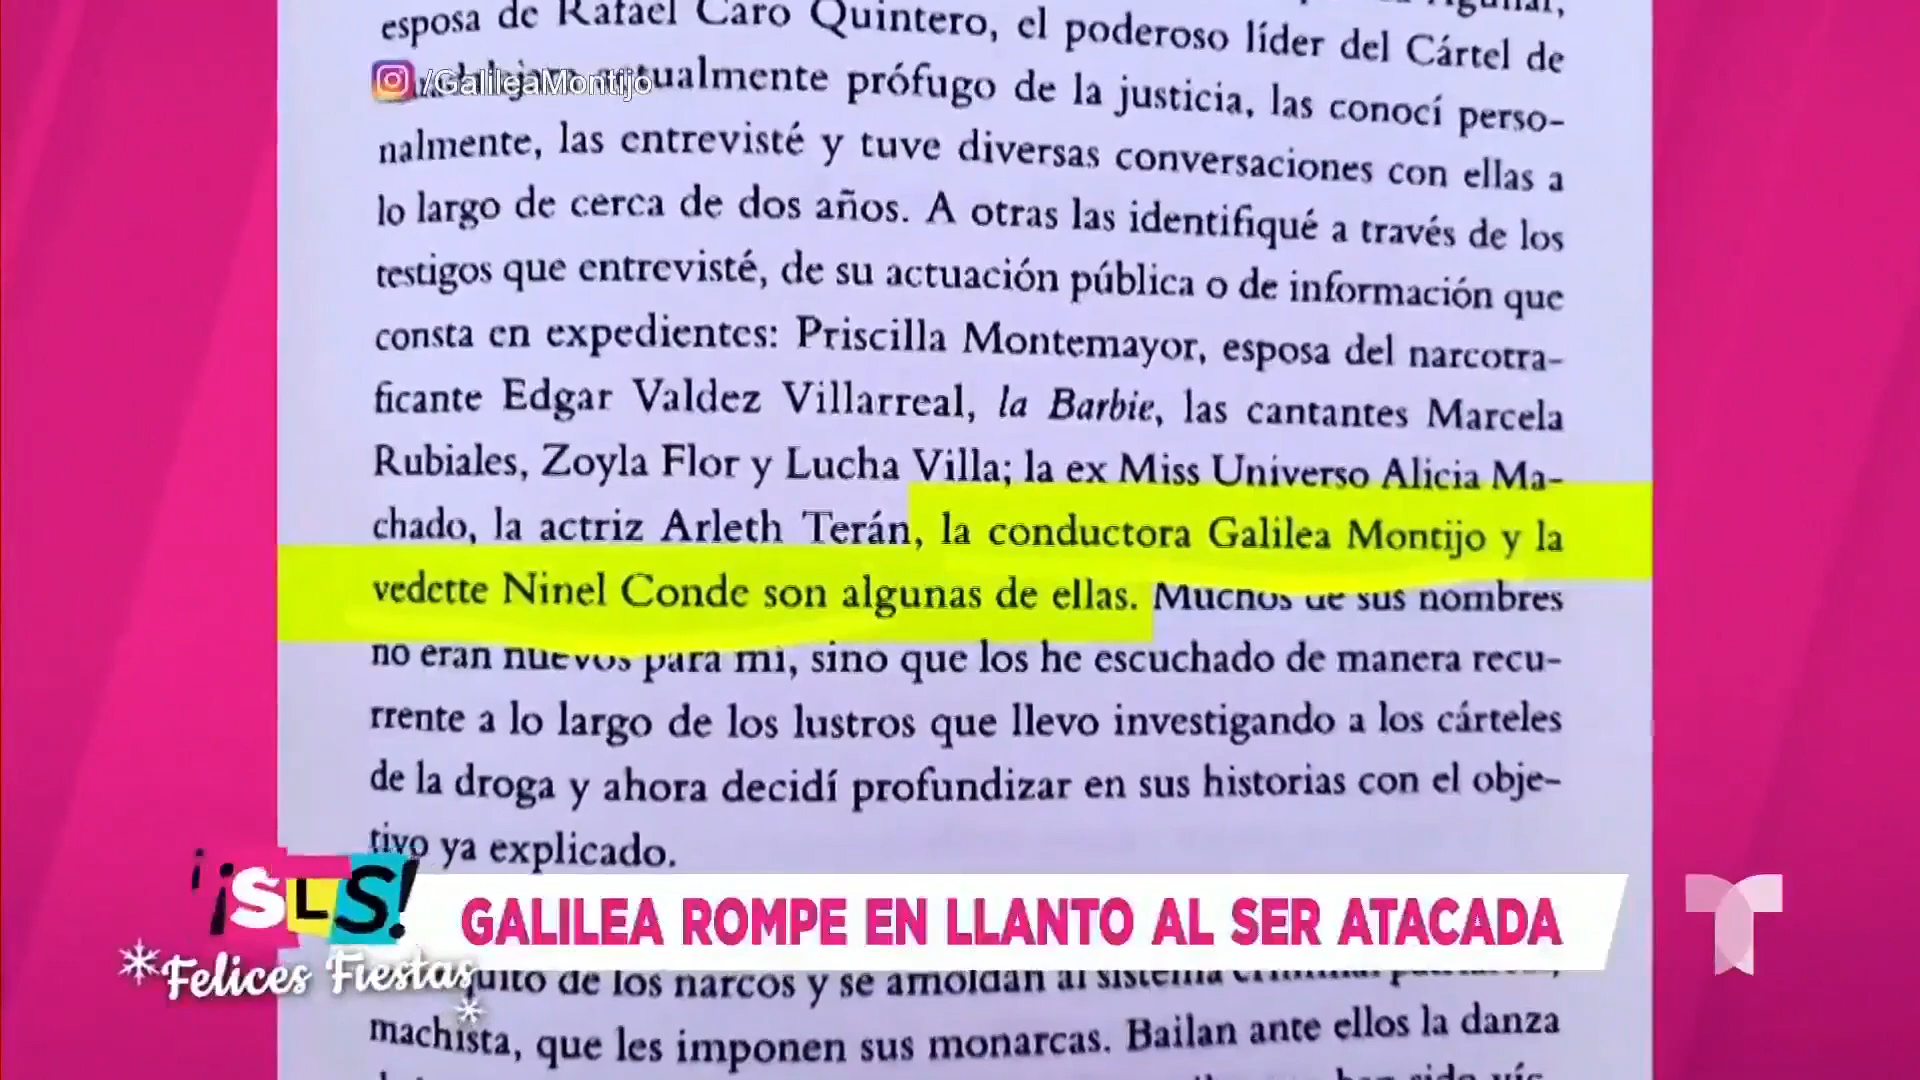 esposa de Rafael Caro Quintero, el poderoso líder del Cártel de
/GalileaMontijo
actualmente prófugo de la justicia, las conocí perso-
nalmente, las entrevisté y tuve diversas conversaciones con ellas a
lo largo de cerca de dos años. A otras las identifiqué a través de los
testigos que entrevisté, de su actuación pública o de información que
consta en expedientes: Priscilla Montemayor, esposa del narcotra-
ficante Edgar Valdez Villarreal, la Barbie, las cantantes Marcela
Rubiales, Zoyla Flor y Lucha Villa; la ex Miss Universo Alicia Ma-
chado, la actriz Arleth Terán, la conductora Galilea Montijo y la
vedette Ninel Conde son algunas de ellas. Muchos de sus nombres
no eran nuevos para mí, sino que los he escuchado de manera recu-
rrente a lo largo de los lustros que llevo investigando a los cárteles
de la droga y ahora decidí profundizar en sus historias con el obje-
tivo ya explicado.
¡SLS!
GALILEA ROMPE EN LLANTO AL SER ATACADA
Felices Fiestas
de los narcos y se amoldan al sistema criminal
machista, que les imponen sus monarcas. Bailan ante ellos la danza